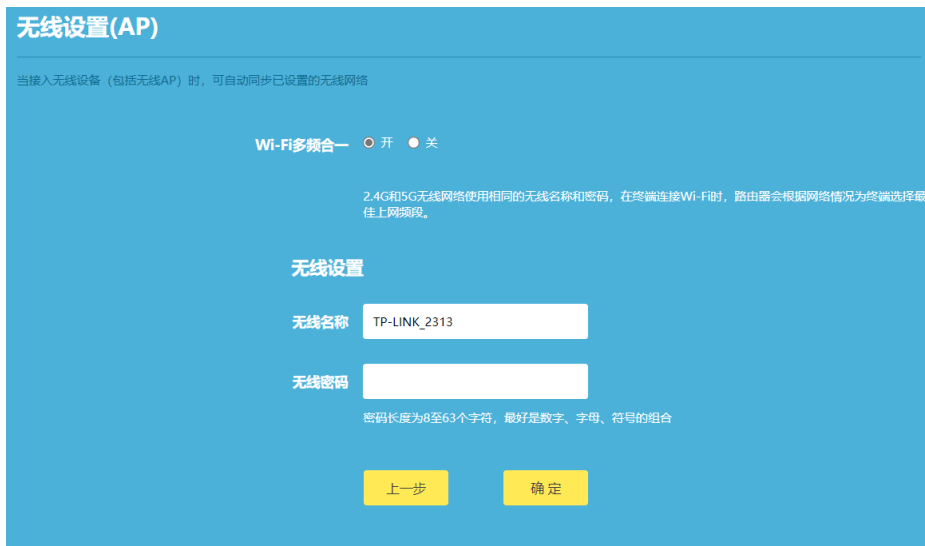 无线设置(AP)
当接入无线设备（包括无线AP）时，可自动同步已设置的无线网络
Wi-Fi多频合一 开 关
2.4G和5G无线网络使用相同的无线名称和密码，在终端连接Wi-Fi时，路由器会根据网络情况为终端选择最
佳上网频段。
无线设置
无线名称 TP-LINK_2313
无线密码
密码长度为8至63个字符，最好是数字、字母、符号的组合
上一步 确 定